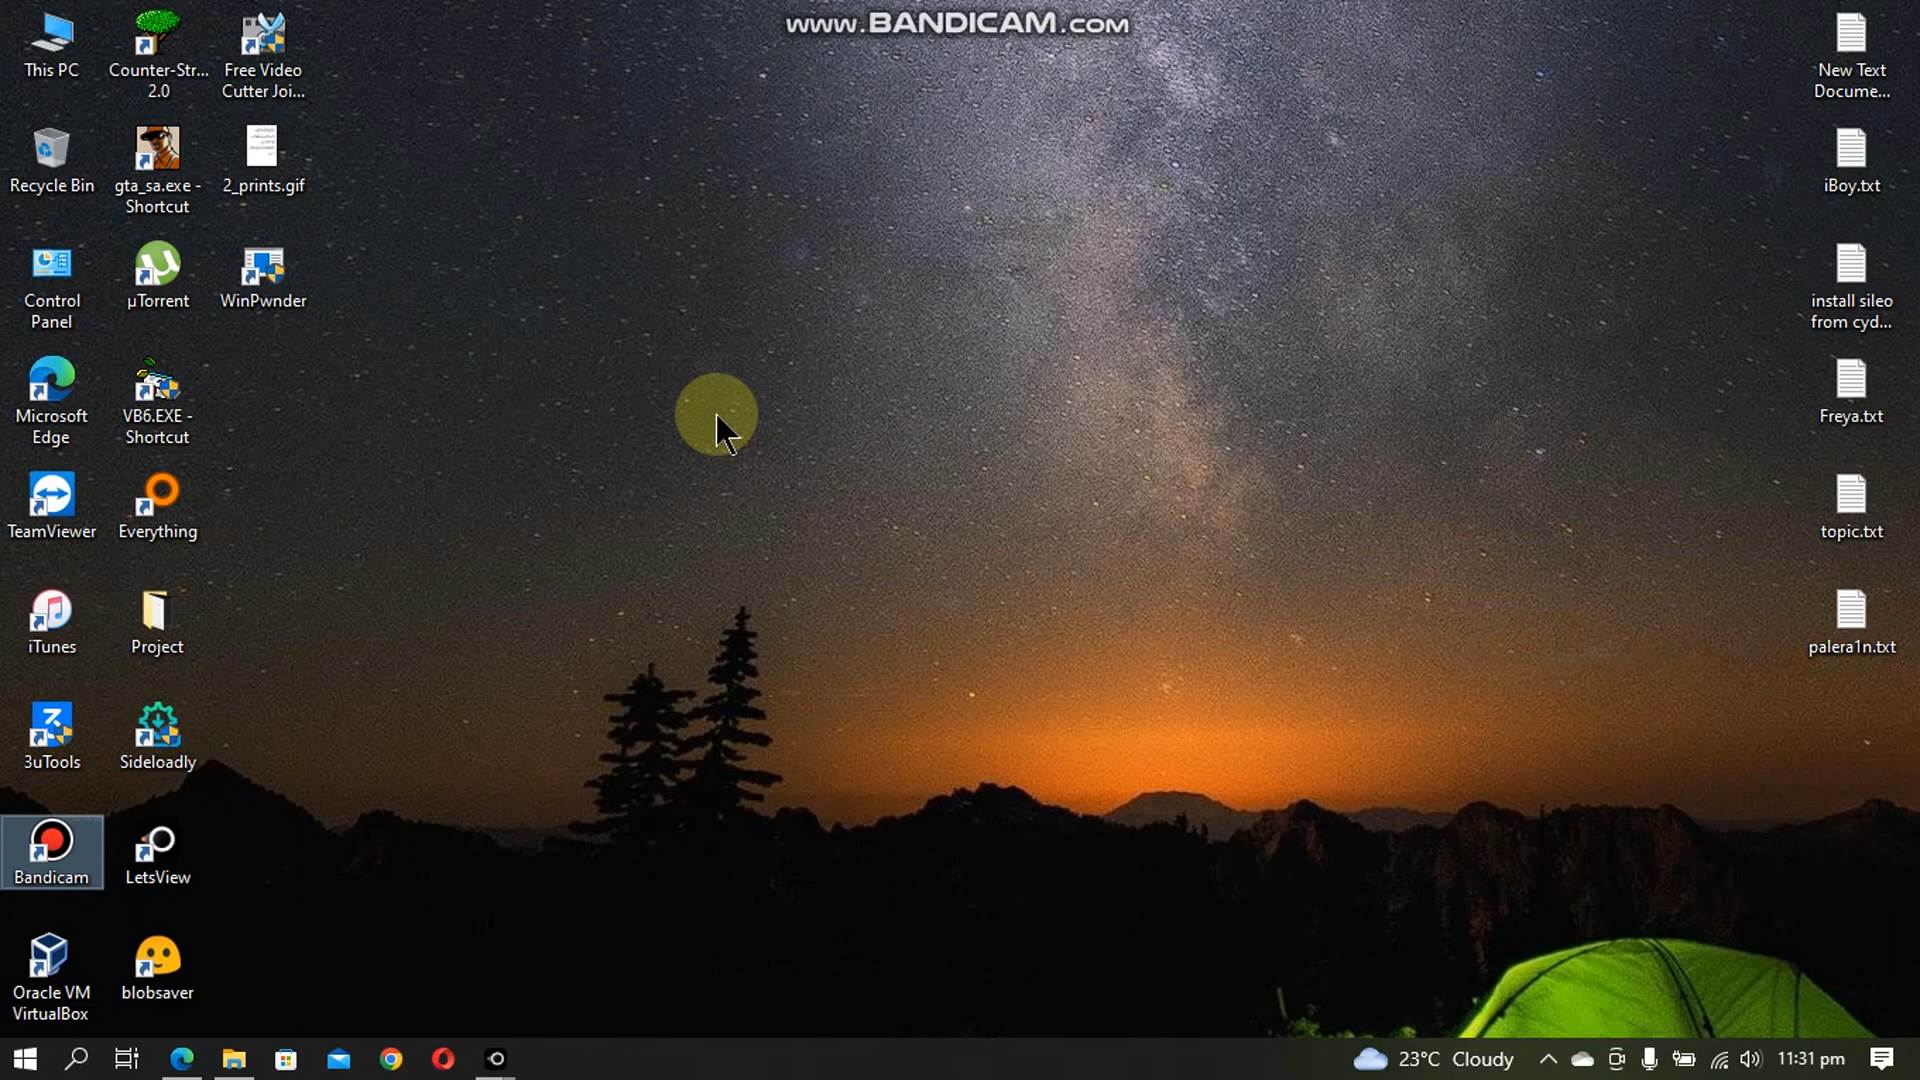 www.BANDICAM.com
This PC
Counter-Str...
2.0
Free Video
Cutter Joi...
Recycle Bin
gta_sa.exe -
Shortcut
2_prints.gif
Control
Panel
µTorrent
WinPwnder
Microsoft
Edge
VB6.EXE -
Shortcut
TeamViewer
Everything
iTunes
Project
3uTools
Sideloadly
Bandicam
LetsView
Oracle VM
VirtualBox
blobsaver
New Text
Docume...
iBoy.txt
install sileo
from cyd...
Freya.txt
topic.txt
palera1n.txt
23°C Cloudy
11:31 pm